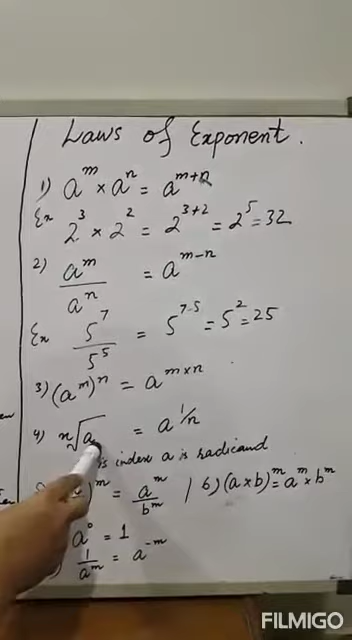 Laws of Exponent.
1) a^m × a^n = a^(m+n)
Ex 2^3 × 2^2 = 2^(3+2) = 2^5 = 32
2) a^m / a^n = a^(m-n)
Ex 5^7 / 5^5 = 5^(7-5) = 5^2 = 25
3) (a^m)^n = a^(m×n)
4) ⁿ√a = a^(1/n)
is index a is radicand
)^m = a^m / b^m | 6) (a × b)^m = a^m × b^m
a^0 = 1
) 1 / a^m = a^(-m)
FILMIGO